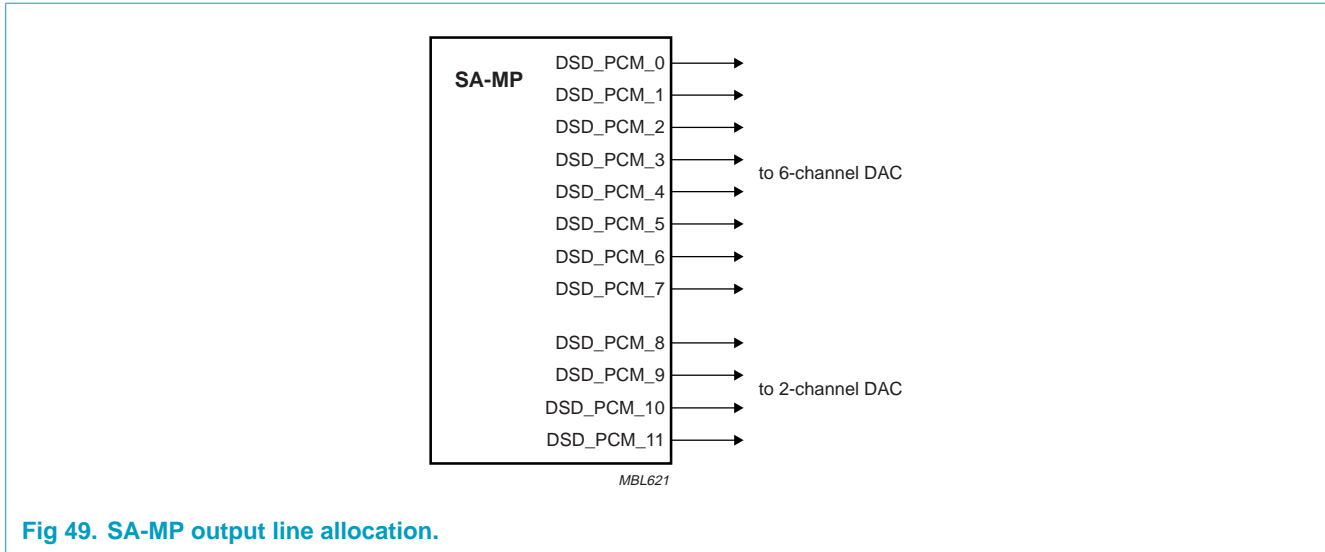 SA-MP
DSD_PCM_0
DSD_PCM_1
DSD_PCM_2
DSD_PCM_3
DSD_PCM_4
DSD_PCM_5
DSD_PCM_6
DSD_PCM_7
to 6-channel DAC
DSD_PCM_8
DSD_PCM_9
DSD_PCM_10
DSD_PCM_11
to 2-channel DAC
MBL621
Fig 49. SA-MP output line allocation.